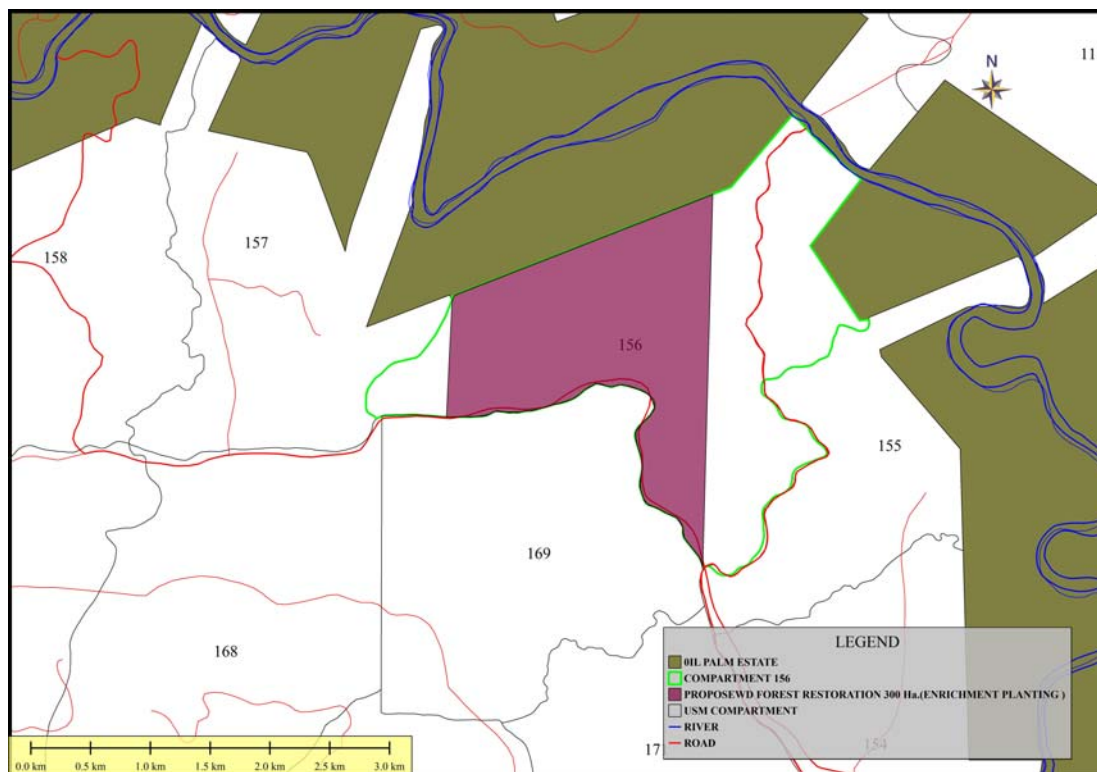 11
N
157
158
156
155
169
168
17
154
LEGEND
0IL PALM ESTATE
COMPARTMENT 156
PROPOSEWD FOREST RESTORATION 300 Ha.(ENRICHMENT PLANTING )
USM COMPARTMENT
RIVER
ROAD
0.0 km 0.5 km 1.0 km 1.5 km 2.0 km 2.5 km 3.0 km